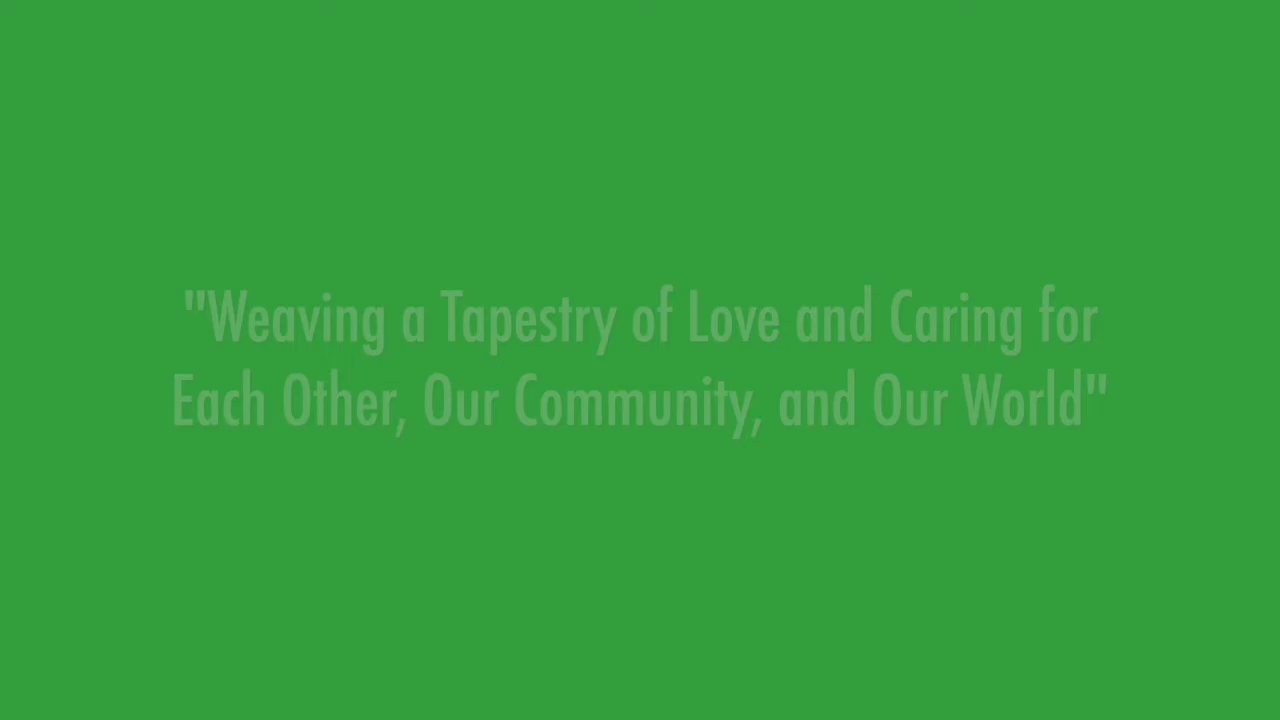 "Weaving a Tapestry of Love and Caring for
Each Other, Our Community, and Our World"